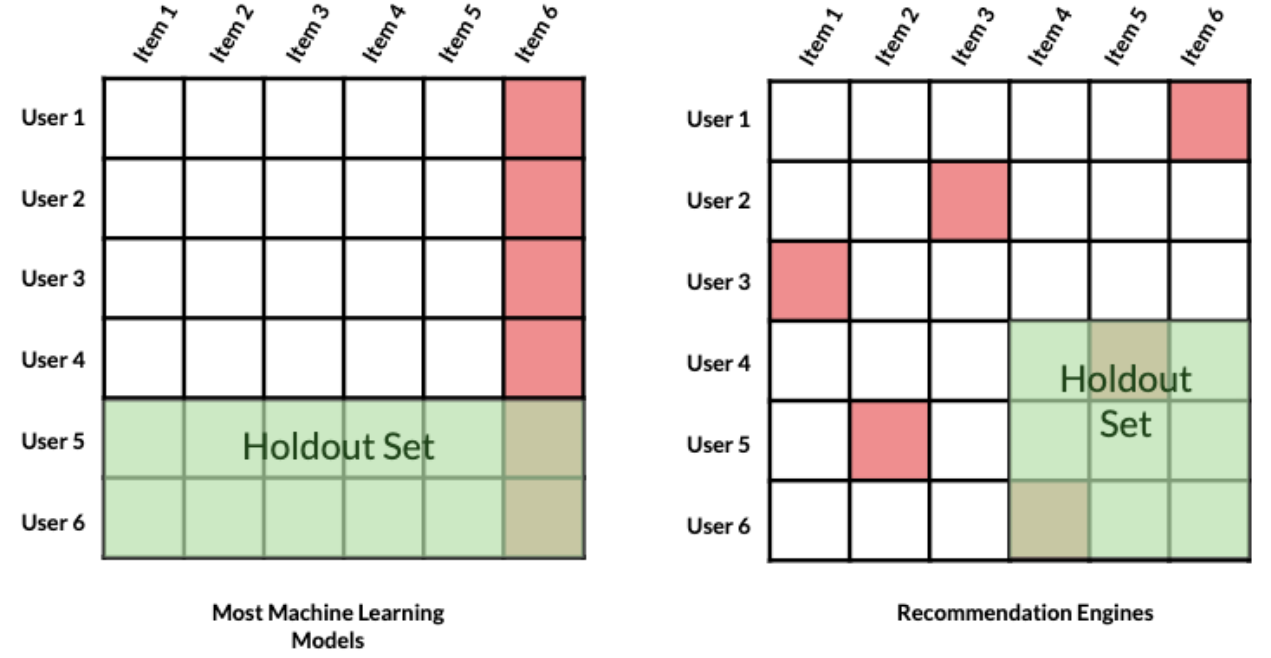 Item 1
Item 2
Item 3
Item 4
Item 5
Item 6
User 1
User 2
User 3
User 4
User 5
User 6
Holdout Set
Most Machine Learning
Models
Item 1
Item 2
Item 3
Item 4
Item 5
Item 6
User 1
User 2
User 3
User 4
User 5
User 6
Holdout
Set
Recommendation Engines